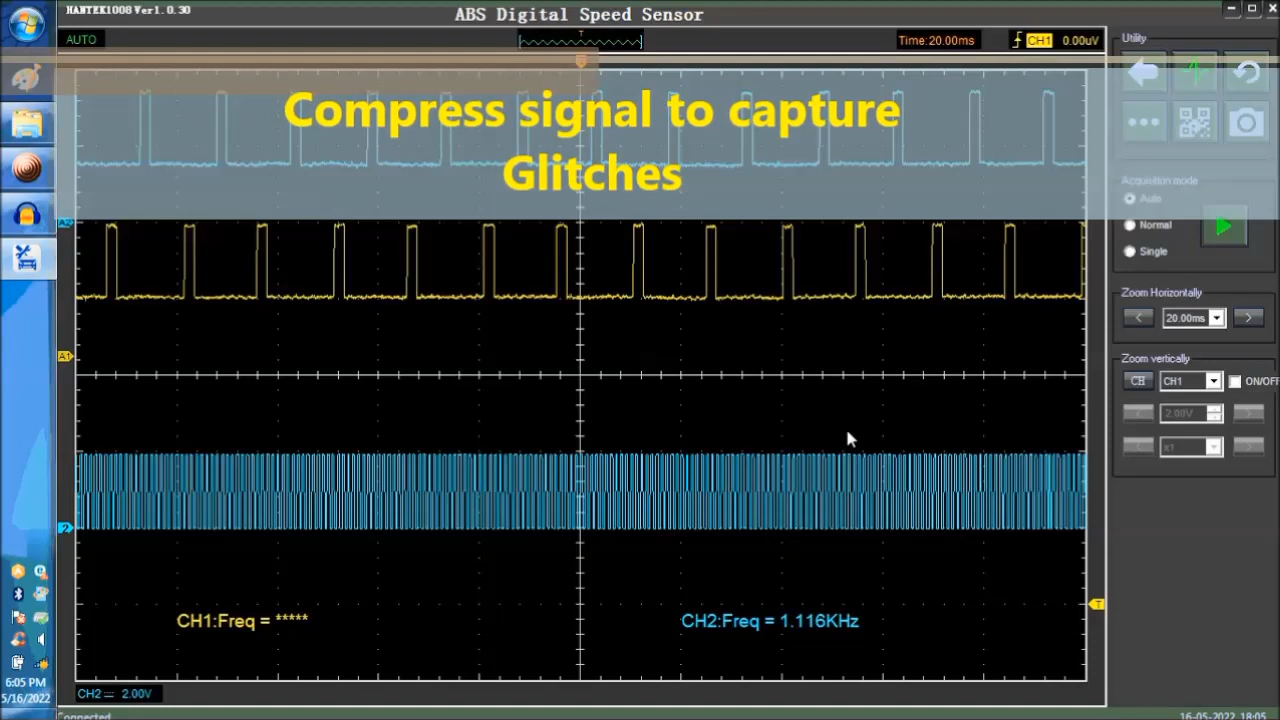 HANTEK1008 Ver1.0.30
ABS Digital Speed Sensor
AUTO
T
Time:20.00ms
CH1 0.00uV
Utility
Compress signal to capture
Glitches
Acquisition mode
Auto
Normal
Single
A2
A1
2
T
Zoom Horizontally
< 20.00ms >
Zoom vertically
CH CH1 ON/OFF
2.00V
x1
CH1:Freq = *****
CH2:Freq = 1.116KHz
6:05 PM
5/16/2022
CH2 2.00V
Connected
16-05-2022 18:05